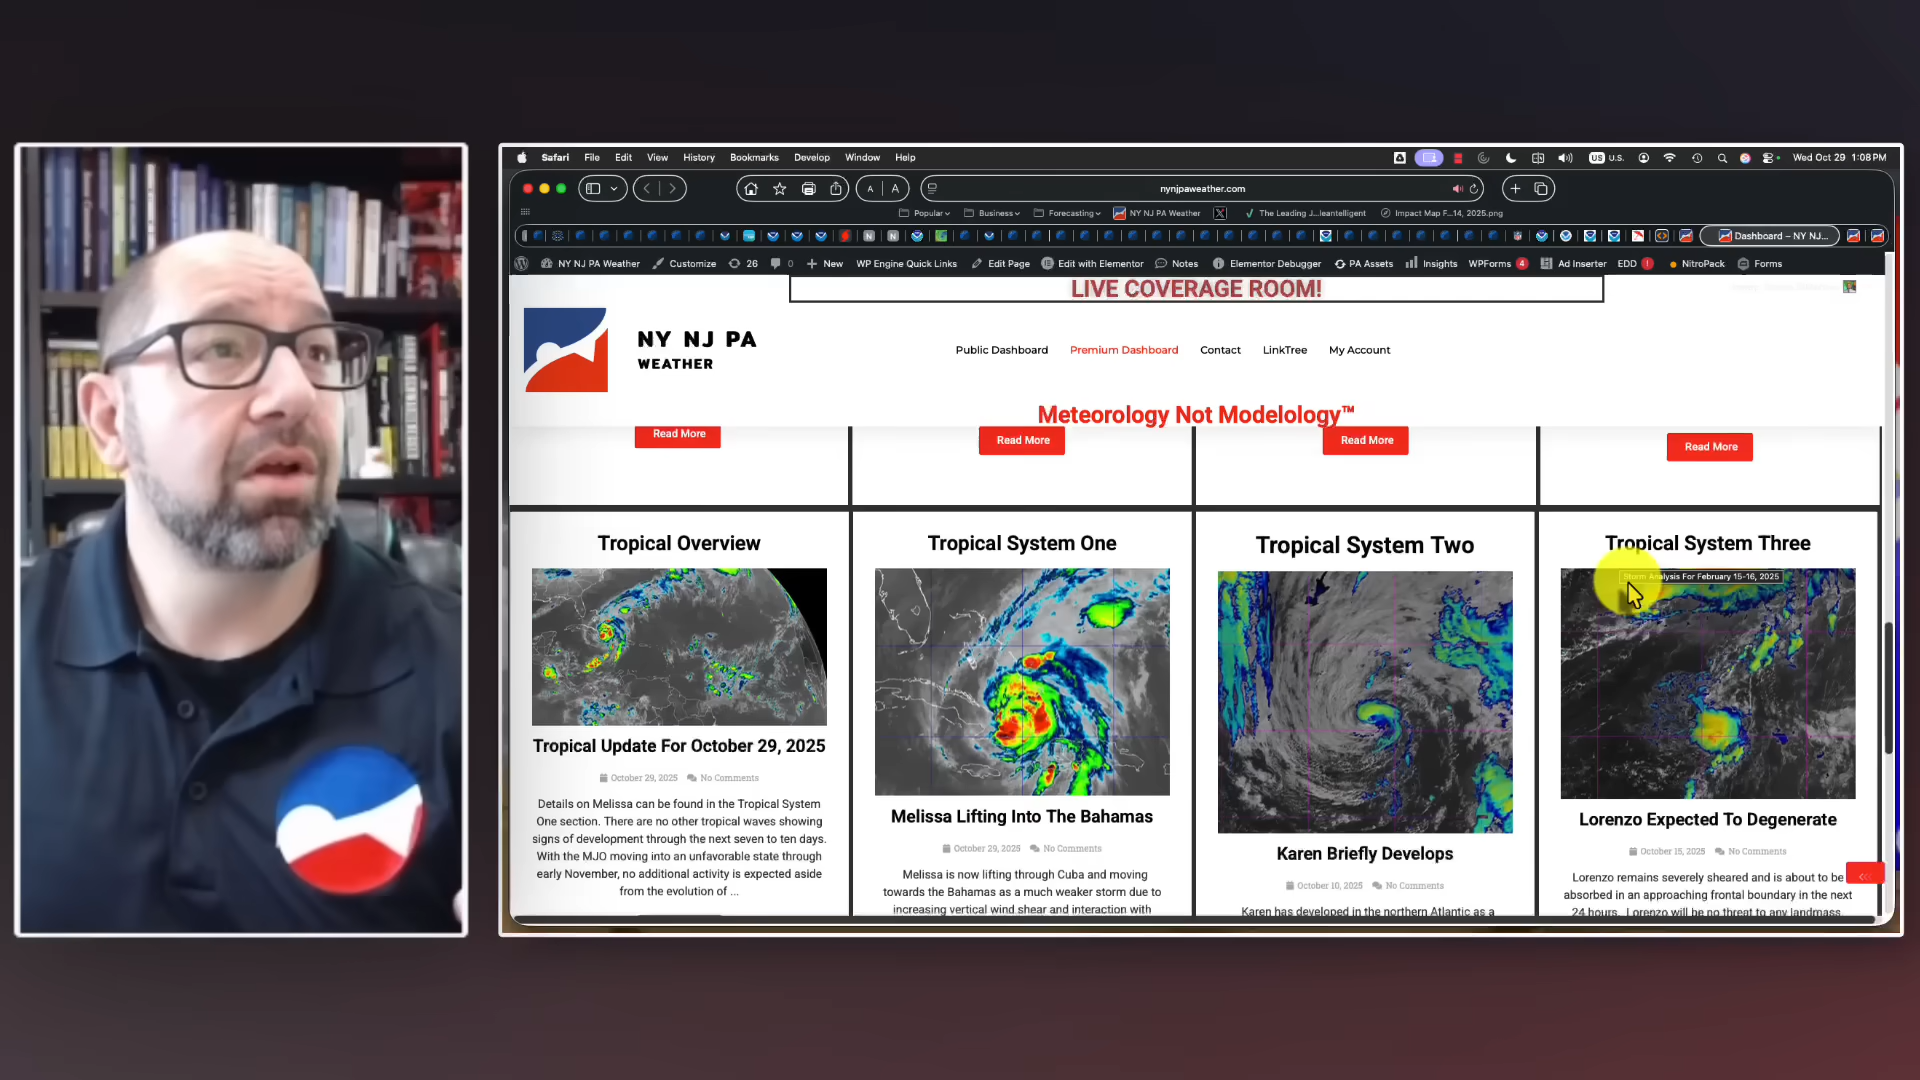 Safari File Edit View History Bookmarks Develop Window Help
US U.S. Wed Oct 29 1:08 PM
A A nynjpaweather.com
Popular Business Forecasting NY NJ PA Weather The Leading J...leantelligent Impact Map F...14, 2025.png
Dashboard – NY NJ...
NY NJ PA Weather Customize 26 0 New WP Engine Quick Links Edit Page Edit with Elementor Notes Elementor Debugger PA Assets Insights WPForms 4 Ad Inserter EDD ! NitroPack Forms
LIVE COVERAGE ROOM!
NY NJ PA
WEATHER
Public Dashboard Premium Dashboard Contact LinkTree My Account
Meteorology Not Modelology™
Read More Read More Read More Read More
Tropical Overview
Tropical Update For October 29, 2025
October 29, 2025 No Comments
Details on Melissa can be found in the Tropical System
One section. There are no other tropical waves showing
signs of development through the next seven to ten days.
With the MJO moving into an unfavorable state through
early November, no additional activity is expected aside
from the evolution of ...
Tropical System One
Melissa Lifting Into The Bahamas
October 29, 2025 No Comments
Melissa is now lifting through Cuba and moving
towards the Bahamas as a much weaker storm due to
increasing vertical wind shear and interaction with
Tropical System Two
Karen Briefly Develops
October 10, 2025 No Comments
Karen has developed in the northern Atlantic as a
Tropical System Three
Storm Analysis For February 15-16, 2025
Lorenzo Expected To Degenerate
October 15, 2025 No Comments
Lorenzo remains severely sheared and is about to be
absorbed in an approaching frontal boundary in the next
24 hours. Lorenzo will be no threat to any landmass.